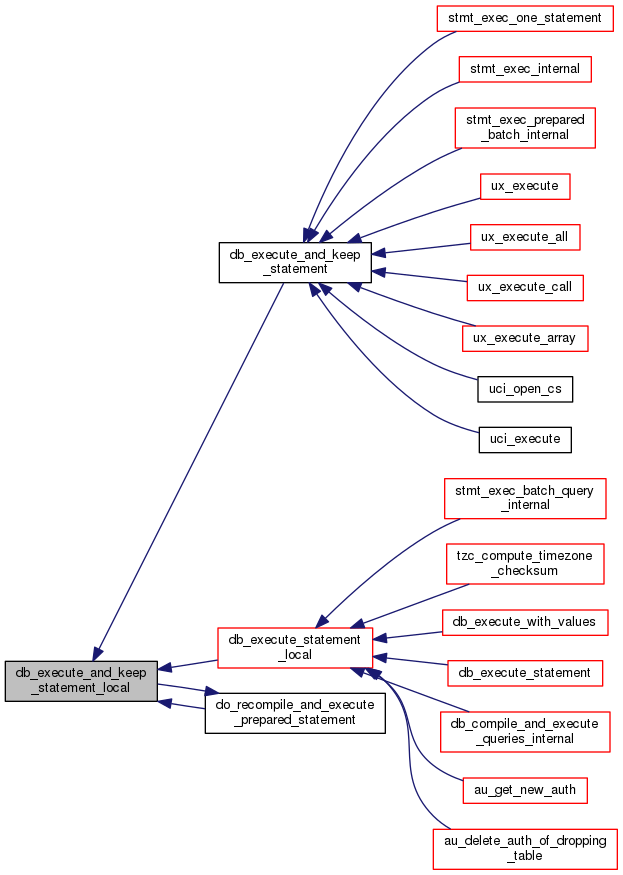 stmt_exec_one_statement
stmt_exec_internal
stmt_exec_prepared
_batch_internal
ux_execute
ux_execute_all
ux_execute_call
ux_execute_array
uci_open_cs
uci_execute
db_execute_and_keep
_statement
stmt_exec_batch_query
_internal
tzc_compute_timezone
_checksum
db_execute_with_values
db_execute_statement
db_compile_and_execute
_queries_internal
au_get_new_auth
au_delete_auth_of_dropping
_table
db_execute_statement
_local
do_recompile_and_execute
_prepared_statement
db_execute_and_keep
_statement_local